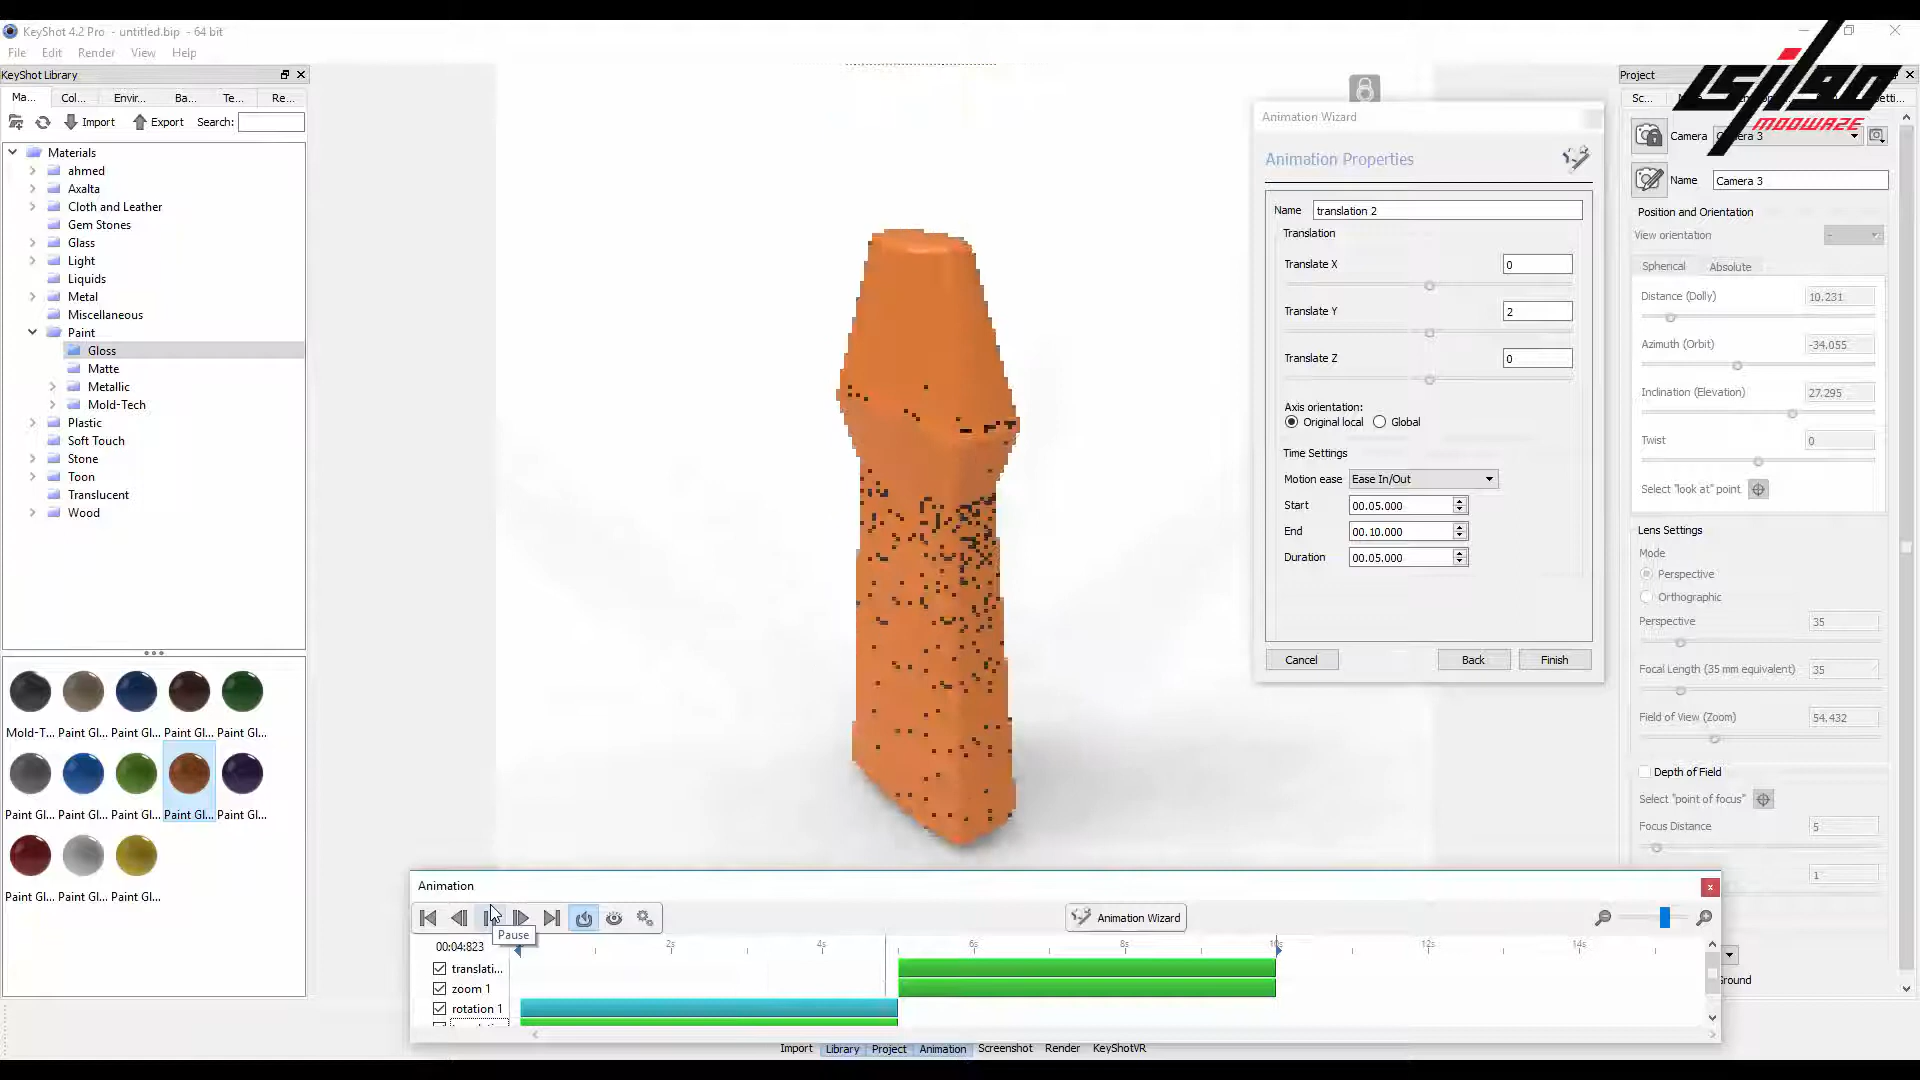 KeyShot 4.2 Pro - untitled.bip - 64 bit
File Edit Render View Help
KeyShot Library
Ma... Col... Envir... Ba... Te... Re...
Import Export Search:
Materials
ahmed
Axalta
Cloth and Leather
Gem Stones
Glass
Light
Liquids
Metal
Miscellaneous
Paint
Gloss
Matte
Metallic
Mold-Tech
Plastic
Soft Touch
Stone
Toon
Translucent
Wood
Mold-T... Paint Gl... Paint Gl... Paint Gl... Paint Gl...
Paint Gl... Paint Gl... Paint Gl... Paint Gl... Paint Gl...
Paint Gl... Paint Gl... Paint Gl...
Animation Wizard
Animation Properties
Name translation 2
Translation
Translate X 0
Translate Y 2
Translate Z 0
Axis orientation:
Original local Global
Time Settings
Motion ease Ease In/Out
Start 00.05.000
End 00.10.000
Duration 00.05.000
Cancel Back Finish
Project
Sc...
MODWAZE
Camera Camera 3
Name Camera 3
Position and Orientation
View orientation -
Spherical Absolute
Distance (Dolly) 10.231
Azimuth (Orbit) -34.055
Inclination (Elevation) 27.295
Twist 0
Select "look at" point
Lens Settings
Mode
Perspective
Orthographic
Perspective 35
Focal Length (35 mm equivalent) 35
Field of View (Zoom) 54.432
Depth of Field
Select "point of focus"
Focus Distance 5
1
Ground
Animation
Animation Wizard
Pause
00:04:823 2s 4s 6s 8s 10s 12s 14s
translati...
zoom 1
rotation 1
Import Library Project Animation Screenshot Render KeyShotVR